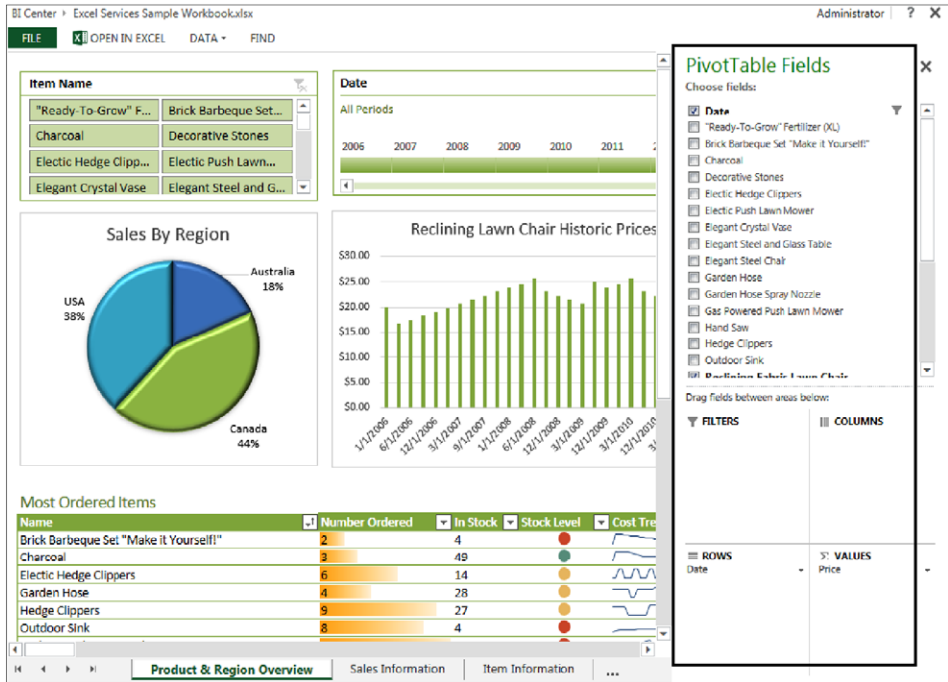 BI Center ▸ Excel Services Sample Workbook.xlsx
Administrator ? X
FILE OPEN IN EXCEL DATA FIND
Item Name
"Ready-To-Grow" F... Brick Barbeque Set...
Charcoal Decorative Stones
Electic Hedge Clipp... Electic Push Lawn...
Elegant Crystal Vase Elegant Steel and G...
Date
All Periods
2006 2007 2008 2009 2010 2011
Sales By Region
Australia
18%
USA
38%
Canada
44%
Reclining Lawn Chair Historic Prices
$30.00
$25.00
$20.00
$15.00
$10.00
$5.00
$0.00
1/1/2006 6/1/2006 12/1/2006 3/1/2007 9/1/2007 1/1/2008 6/1/2008 12/1/2008 3/1/2009 12/1/2009 3/1/2010 12/1/2010
Most Ordered Items
Name Number Ordered In Stock Stock Level Cost Tre
Brick Barbeque Set "Make it Yourself!" 2 4
Charcoal 3 49
Electic Hedge Clippers 6 14
Garden Hose 4 28
Hedge Clippers 9 27
Outdoor Sink 8 4
Product & Region Overview Sales Information Item Information ...
PivotTable Fields
Choose fields:
Date
"Ready-To-Grow" Fertilizer (XL)
Brick Barbeque Set "Make it Yourself!"
Charcoal
Decorative Stones
Electic Hedge Clippers
Electic Push Lawn Mower
Elegant Crystal Vase
Elegant Steel and Glass Table
Elegant Steel Chair
Garden Hose
Garden Hose Spray Nozzle
Gas Powered Push Lawn Mower
Hand Saw
Hedge Clippers
Outdoor Sink
Reclining Fabric Lawn Chair
Drag fields between areas below:
FILTERS COLUMNS
ROWS Σ VALUES
Date Price